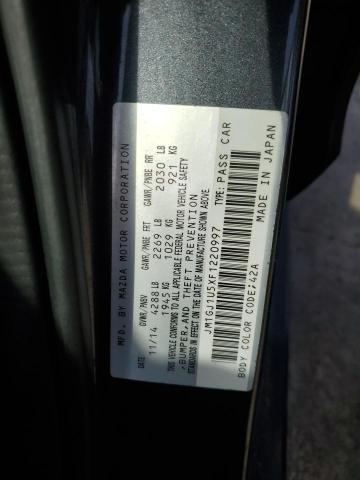 MFD. BY MAZDA MOTOR CORPORATION
GVWR/PNBV GAWR/PNBE FRT GAWR/PNBE RR
11/14 4288 LB 2269 LB 2030 LB
1945 KG 1029 KG 921 KG
THIS VEHICLE CONFORMS TO ALL APPLICABLE FEDERAL MOTOR VEHICLE SAFETY
BUMPER, AND THEFT PREVENTION
STANDARDS IN EFFECT ON THE DATE OF MANUFACTURE SHOWN ABOVE.
JM1GJ1U5XF1220997 TYPE: PASS CAR
BODY COLOR CODE: 42A MADE IN JAPAN